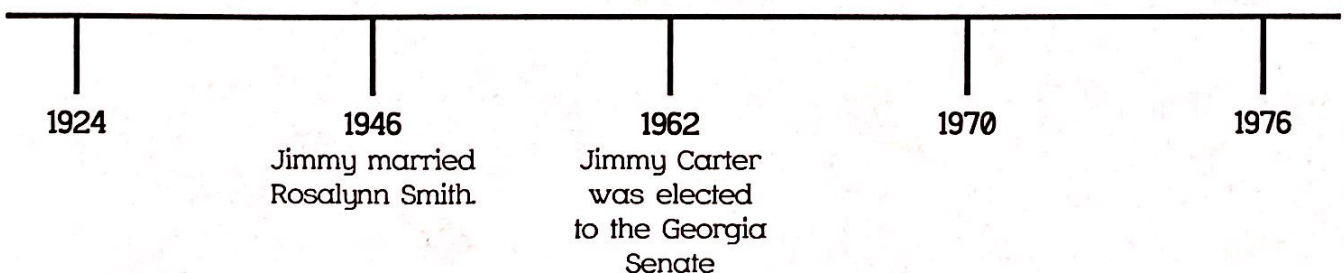 1924 1946 1962 1970 1976
Jimmy married
Rosalynn Smith.
Jimmy Carter
was elected
to the Georgia
Senate